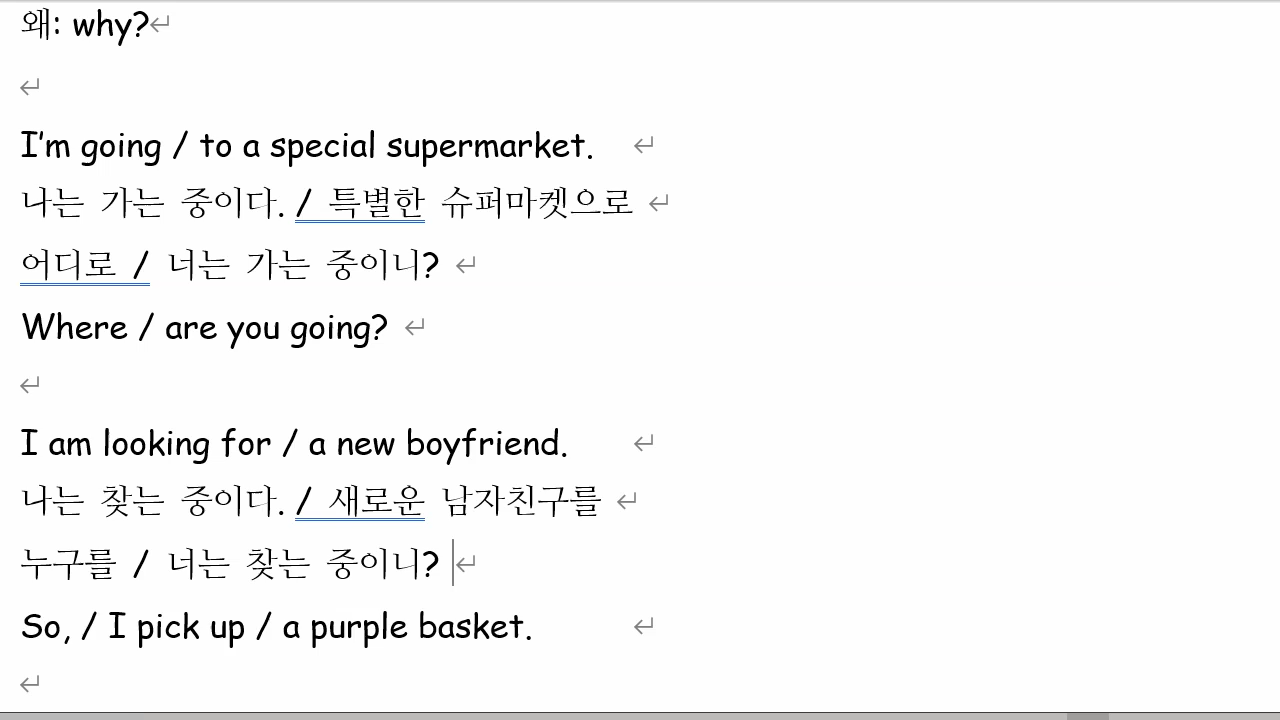 왜: why?
I'm going / to a special supermarket.
나는 가는 중이다. / 특별한 슈퍼마켓으로
어디로 / 너는 가는 중이니?
Where / are you going?
I am looking for / a new boyfriend.
나는 찾는 중이다. / 새로운 남자친구를
누구를 / 너는 찾는 중이니?
So, / I pick up / a purple basket.